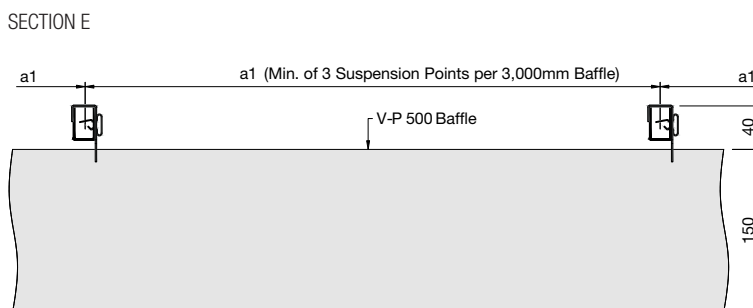 SECTION E
a1
a1 (Min. of 3 Suspension Points per 3,000mm Baffle)
a1
40
V-P 500 Baffle
150